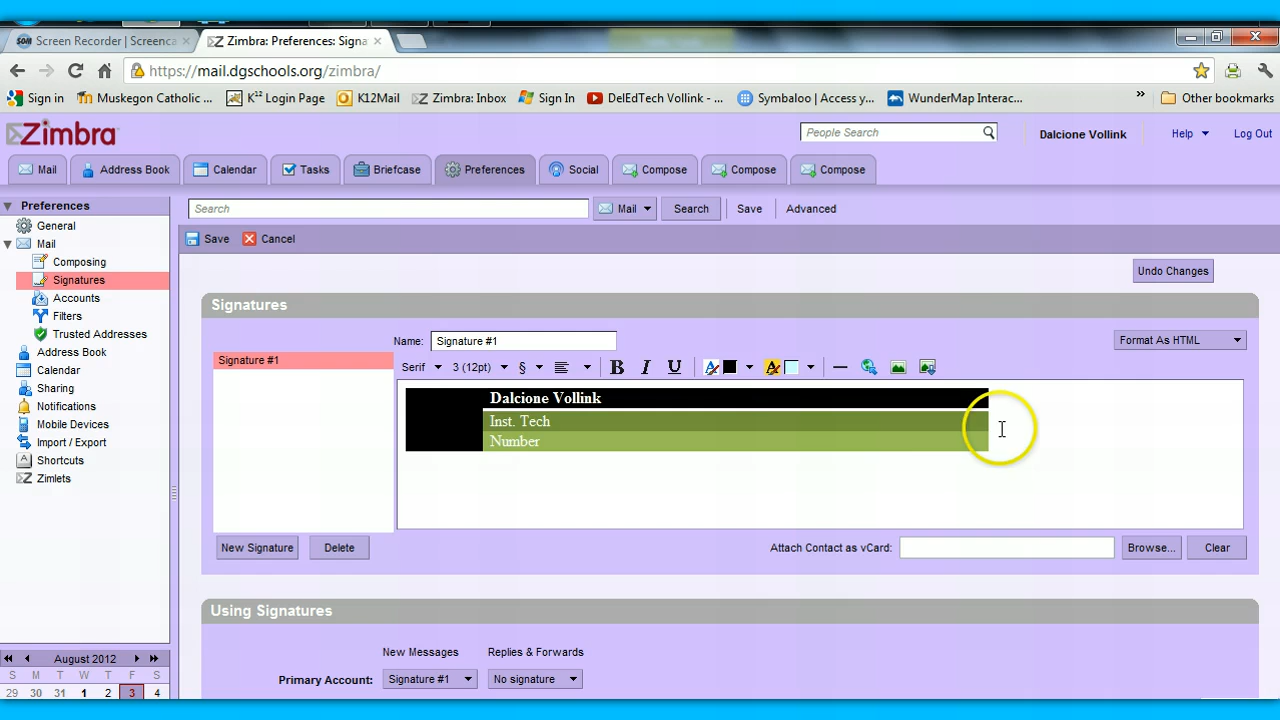 SOM Screen Recorder | Screenca × Zimbra: Preferences: Signa ×
https://mail.dgschools.org/zimbra/
Sign in Muskegon Catholic ... K12 Login Page K12Mail Zimbra: Inbox Sign In DelEdTech Vollink - ... Symbaloo | Access y... WunderMap Interac... » Other bookmarks
Zimbra People Search Dalcione Vollink Help Log Out
Mail Address Book Calendar Tasks Briefcase Preferences Social Compose Compose Compose
Preferences Search Mail Search Save Advanced
General
Save Cancel
Mail
Composing
Undo Changes
Signatures
Accounts
Signatures
Filters
Trusted Addresses
Name: Signature #1 Format As HTML
Address Book
Signature #1
Calendar
Serif 3 (12pt) § B I U
Sharing
Dalcione Vollink
Notifications
Inst. Tech
Mobile Devices
Number
Import / Export
Shortcuts
Zimlets
New Signature Delete Attach Contact as vCard: Browse... Clear
Using Signatures
New Messages Replies & Forwards
August 2012
Primary Account: Signature #1 No signature
S M T W T F S
29 30 31 1 2 3 4